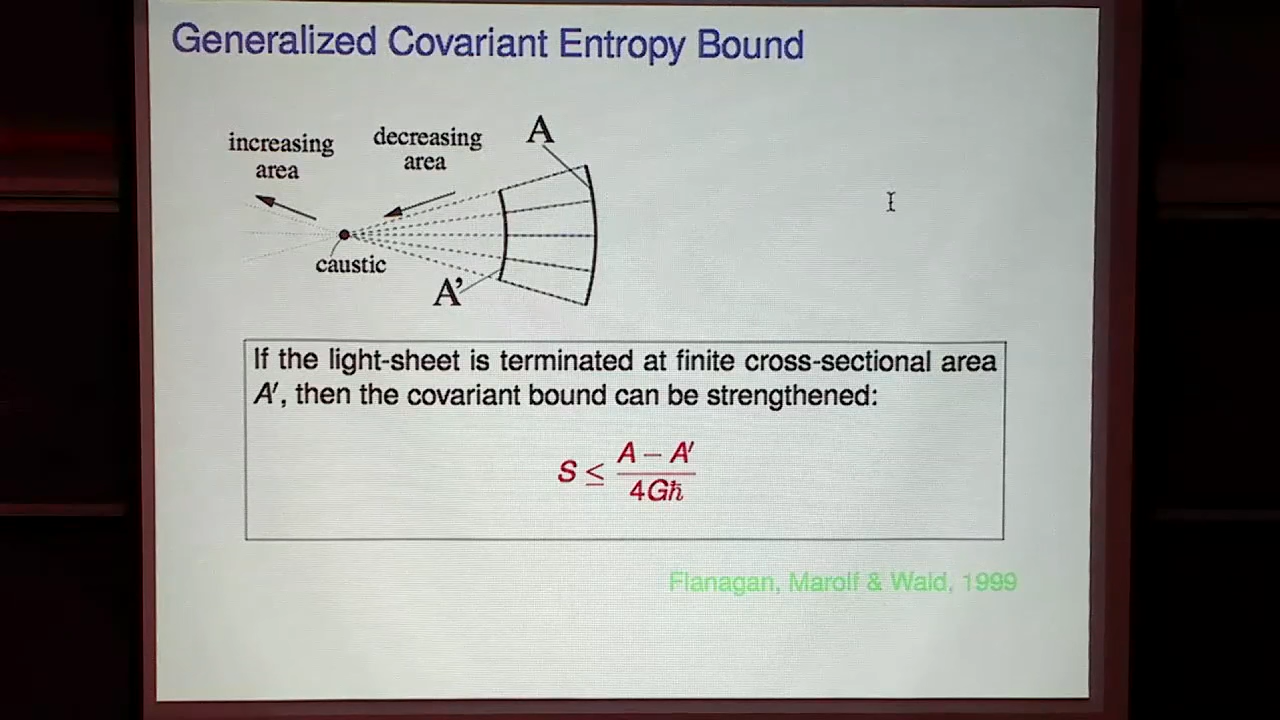 Generalized Covariant Entropy Bound
increasing
area
decreasing
area
A
caustic
A'
If the light-sheet is terminated at finite cross-sectional area
A′, then the covariant bound can be strengthened:
S ≤ A − A′
4Għ
Flanagan, Marolf & Wald, 1999